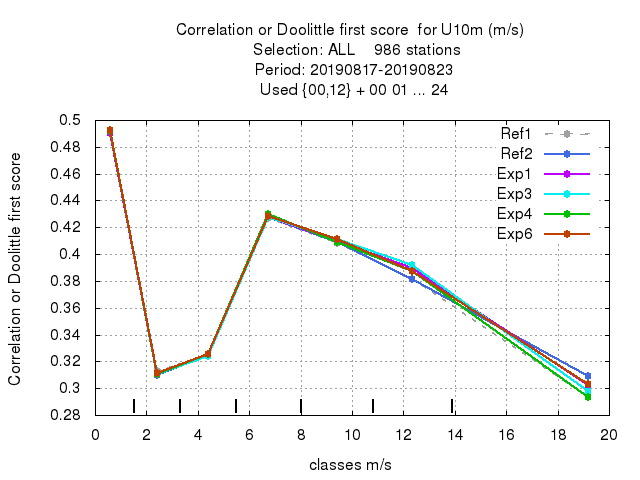 Correlation or Doolittle first score  for U10m (m/s)
Selection: ALL    986 stations
Period: 20190817-20190823
Used {00,12} + 00 01 ... 24
Correlation or Doolittle first score
0.5
0.48
0.46
0.44
0.42
0.4
0.38
0.36
0.34
0.32
0.3
0.28
Ref1
Ref2
Exp1
Exp3
Exp4
Exp6
0 2 4 6 8 10 12 14 16 18 20
classes m/s